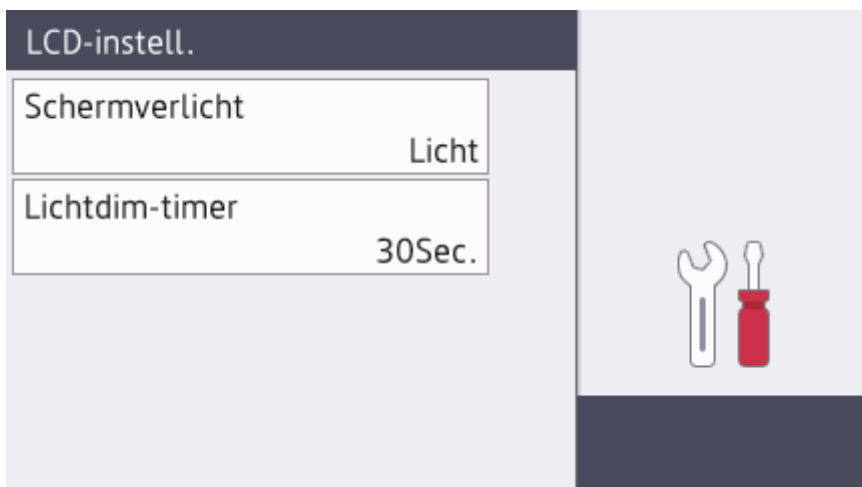 LCD-instell.
Schermverlicht
Licht
Lichtdim-timer
30Sec.